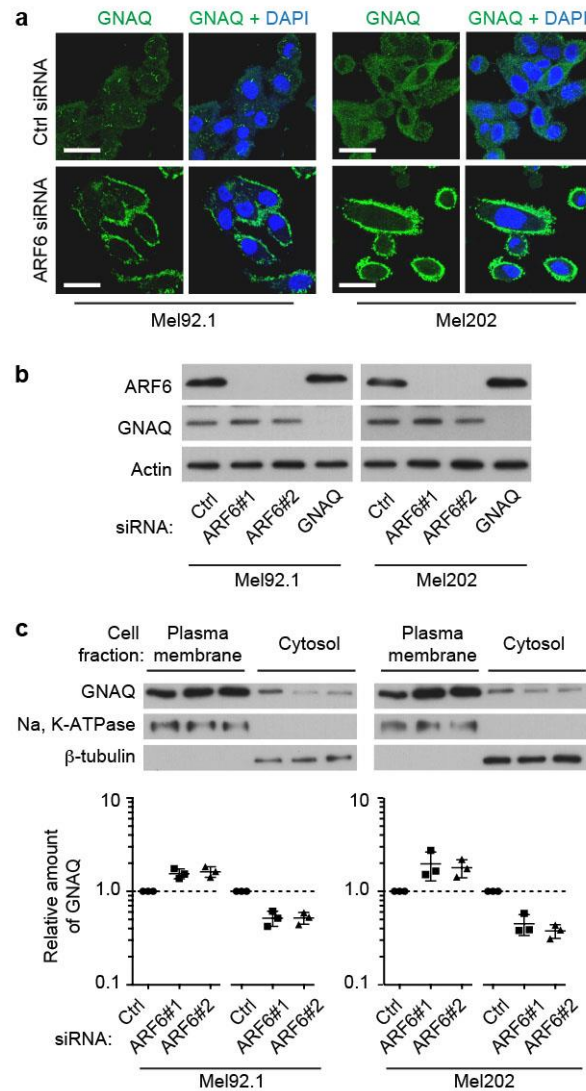 a
GNAQ GNAQ + DAPI GNAQ GNAQ + DAPI
Ctrl siRNA
ARF6 siRNA
Mel92.1 Mel202
b
ARF6
GNAQ
Actin
siRNA: Ctrl ARF6#1 ARF6#2 GNAQ Ctrl ARF6#1 ARF6#2 GNAQ
Mel92.1 Mel202
c
Cell fraction: Plasma membrane Cytosol Plasma membrane Cytosol
GNAQ
Na, K-ATPase
β-tubulin
Relative amount of GNAQ
10 10
1.0 1.0
0.1 0.1
siRNA: Ctrl ARF6#1 ARF6#2 Ctrl ARF6#1 ARF6#2 Ctrl ARF6#1 ARF6#2 Ctrl ARF6#1 ARF6#2
Mel92.1 Mel202